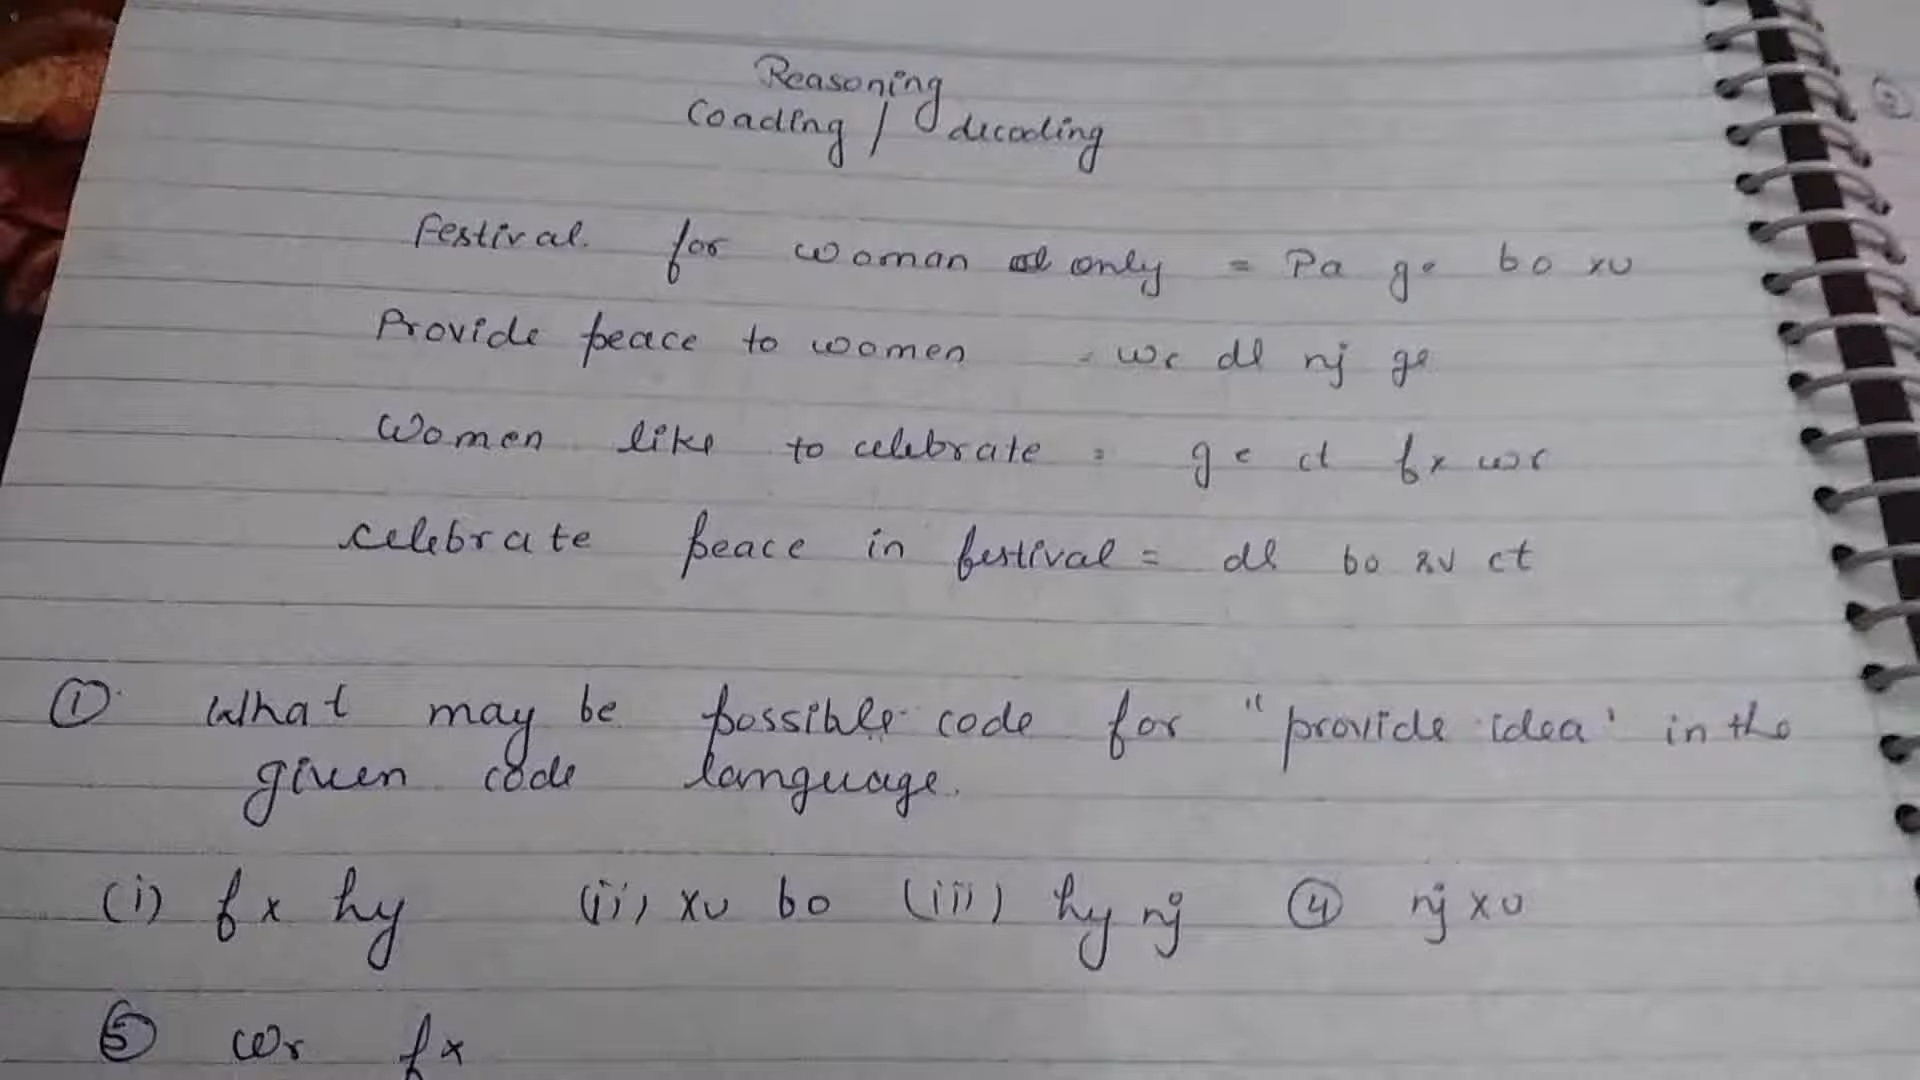 Reasoning
Coading / decoding
Festival. for woman only = Pa ge bo xu
Provide peace to women = wr dl nj ge
Women like to celebrate = ge ct fx wr
celebrate peace in festival = dl bo zv ct
① What may be possible code for "provide idea' in the
given code language.
(i) fx hy (ii) xu bo (iii) hy nj ④ nj xu
⑤ wr fx